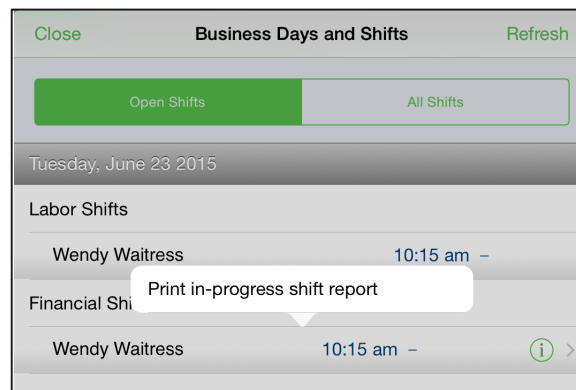 Close Business Days and Shifts Refresh
Open Shifts All Shifts
Tuesday, June 23 2015
Labor Shifts
Wendy Waitress 10:15 am –
Print in-progress shift report
Financial Shi
Wendy Waitress 10:15 am – i >